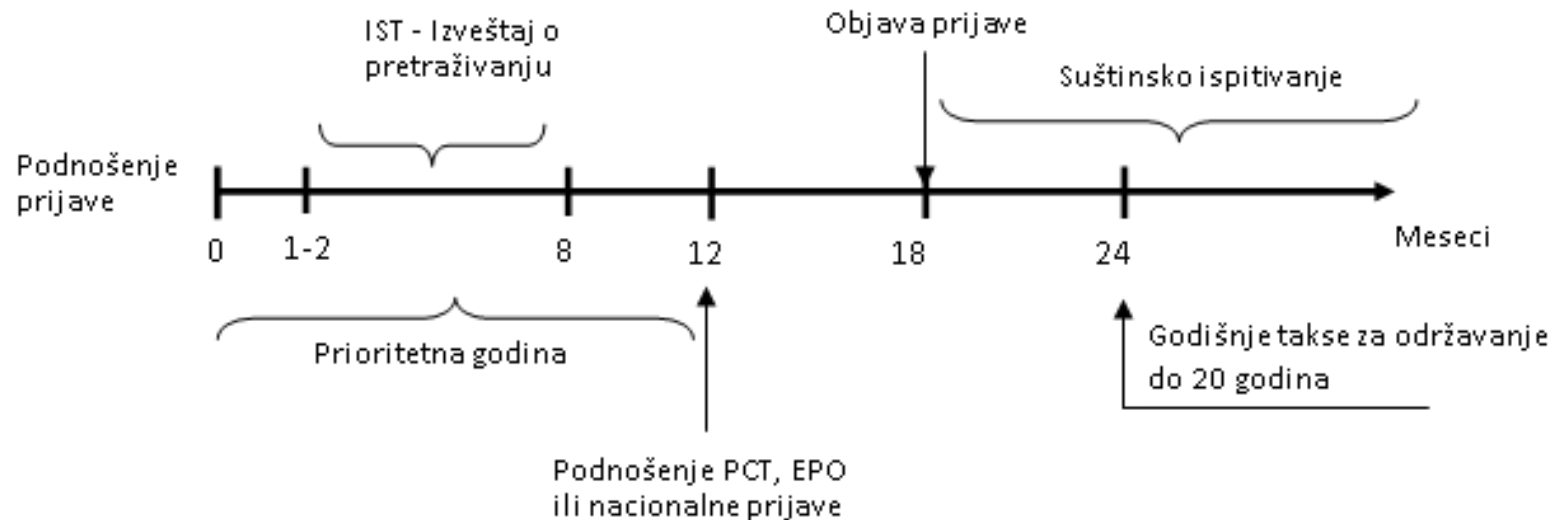 IST - Izveštaj o
pretraživanju
Objava prijave
Suštinsko ispitivanje
Podnošenje
prijave
0
1-2
8
12
18
24
Meseci
Prioritetna godina
Godišnje takse za održavanje
do 20 godina
Podnošenje PCT, EPO
ili nacionalne prijave